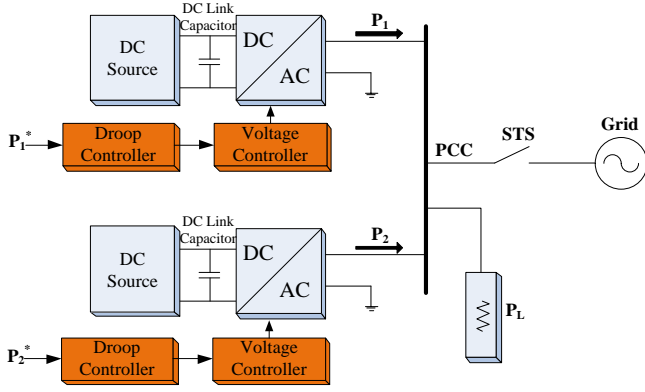 DC Link
Capacitor
DC
Source
DC
AC
P1
P1*
Droop
Controller
Voltage
Controller
PCC
STS
Grid
DC Link
Capacitor
DC
Source
DC
AC
P2
PL
P2*
Droop
Controller
Voltage
Controller